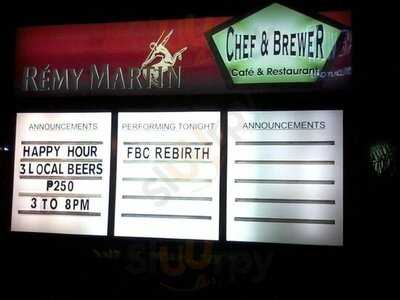 RÉMY MARTIN
CHEF & BREWER
Café & Restaurant
ANNOUNCEMENTS
HAPPY HOUR
3 LOCAL BEERS
₱250
3 TO 8PM
PERFORMING TONIGHT
FBC REBIRTH
ANNOUNCEMENTS